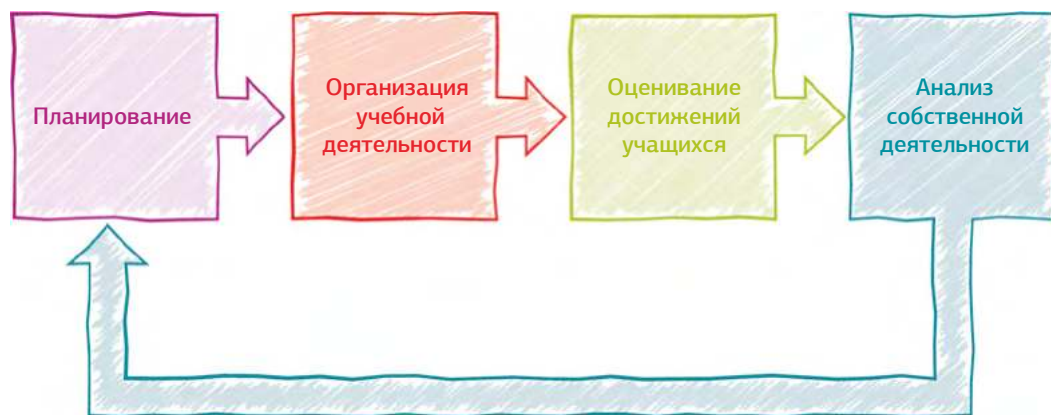 Планирование
Организация
учебной
деятельности
Оценивание
достижений
учащихся
Анализ
собственной
деятельности